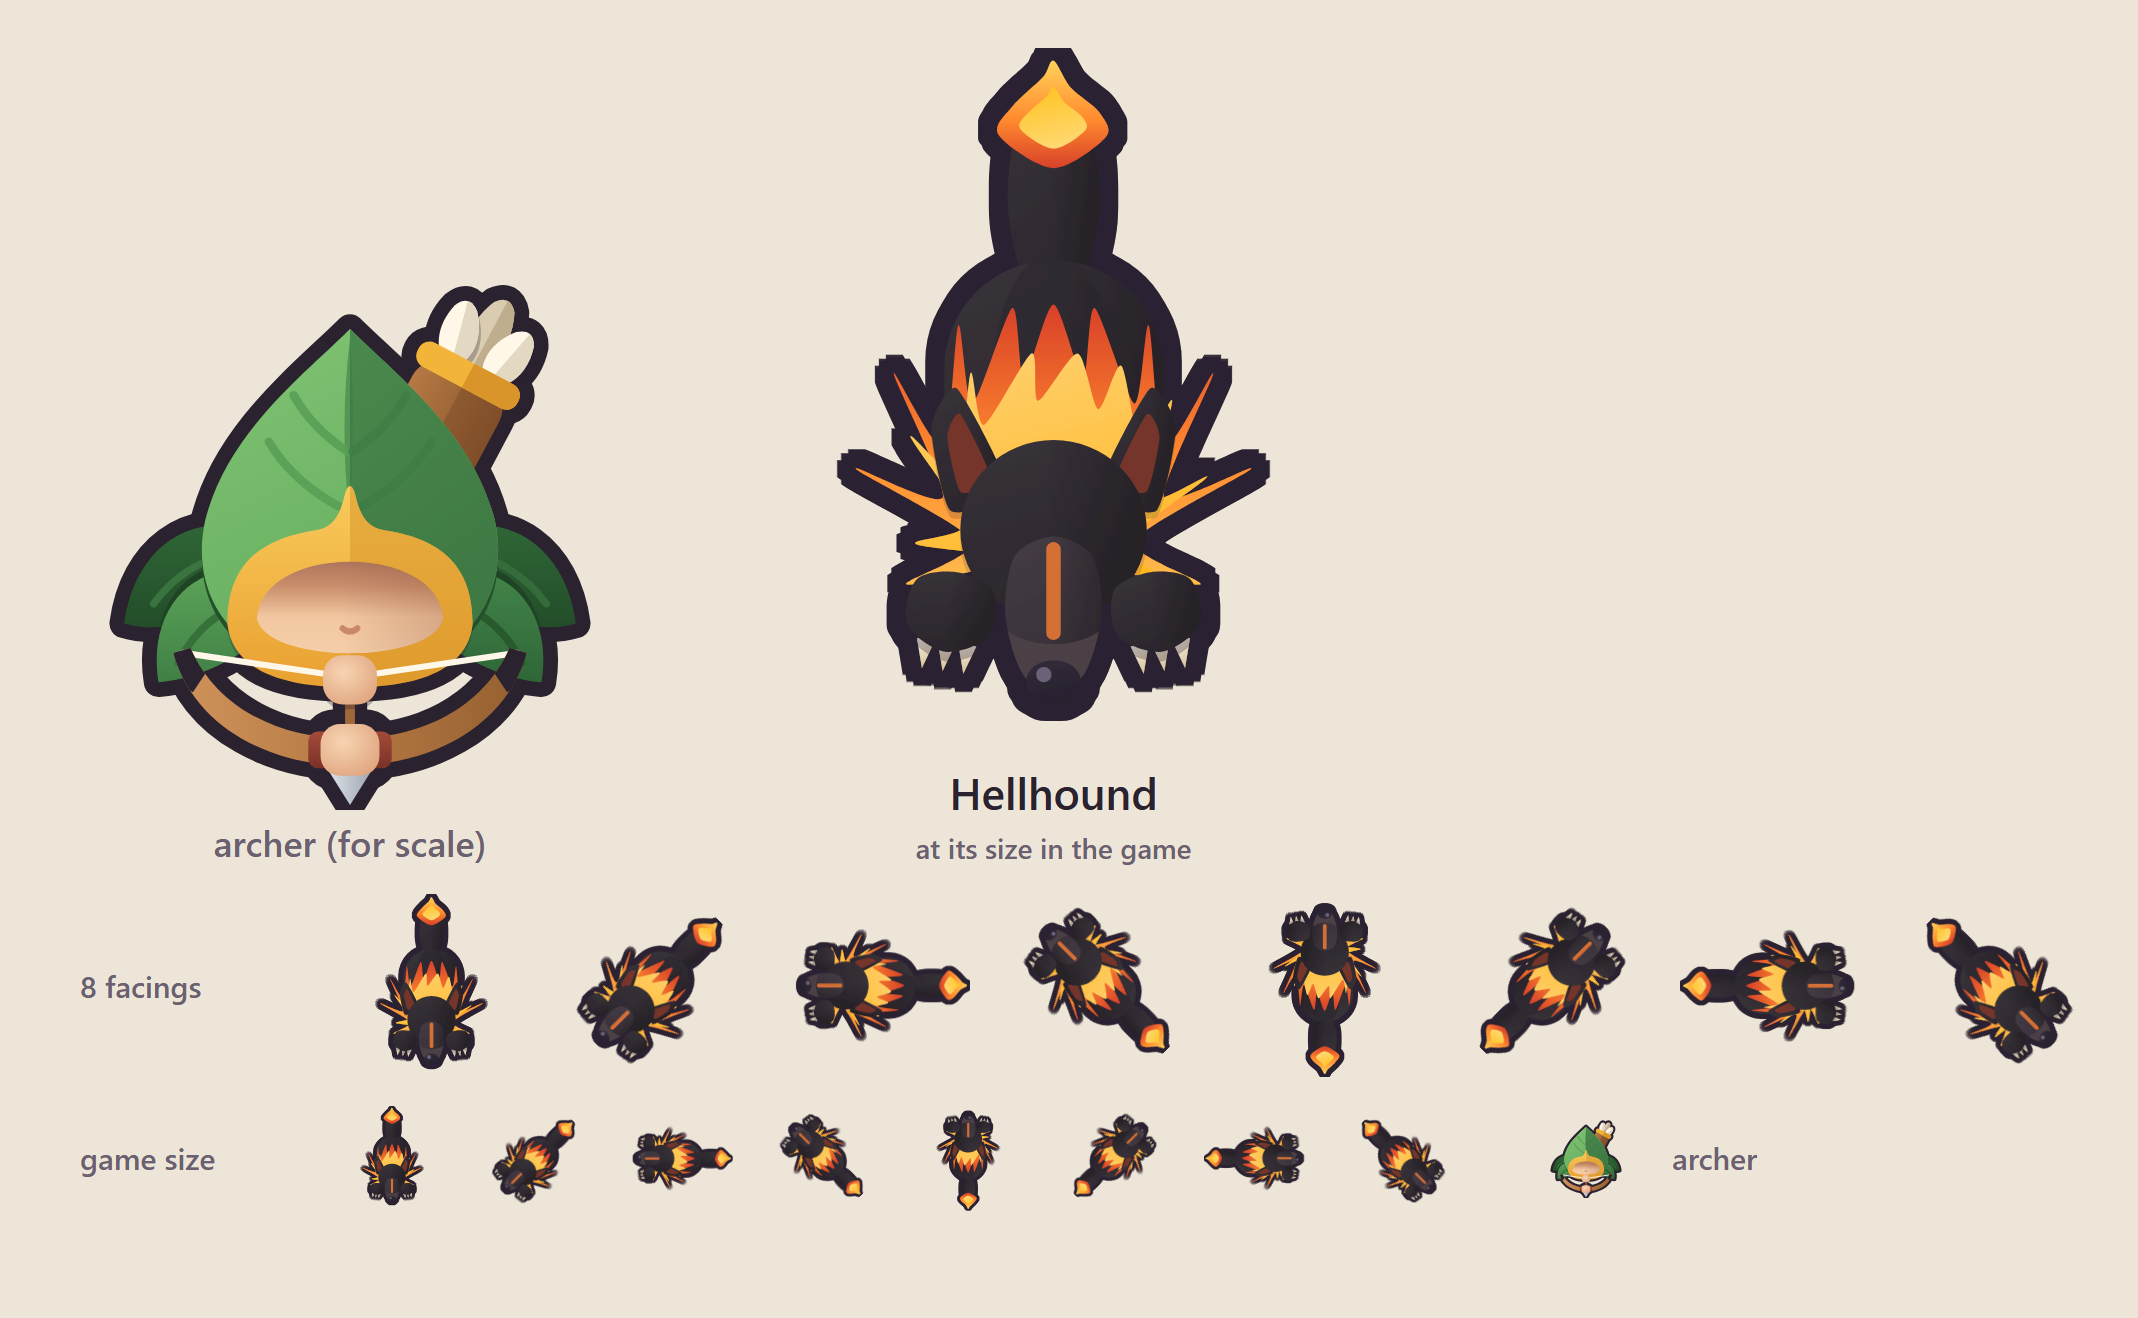 Hellhound
archer (for scale)
at its size in the game
8 facings
game size
archer